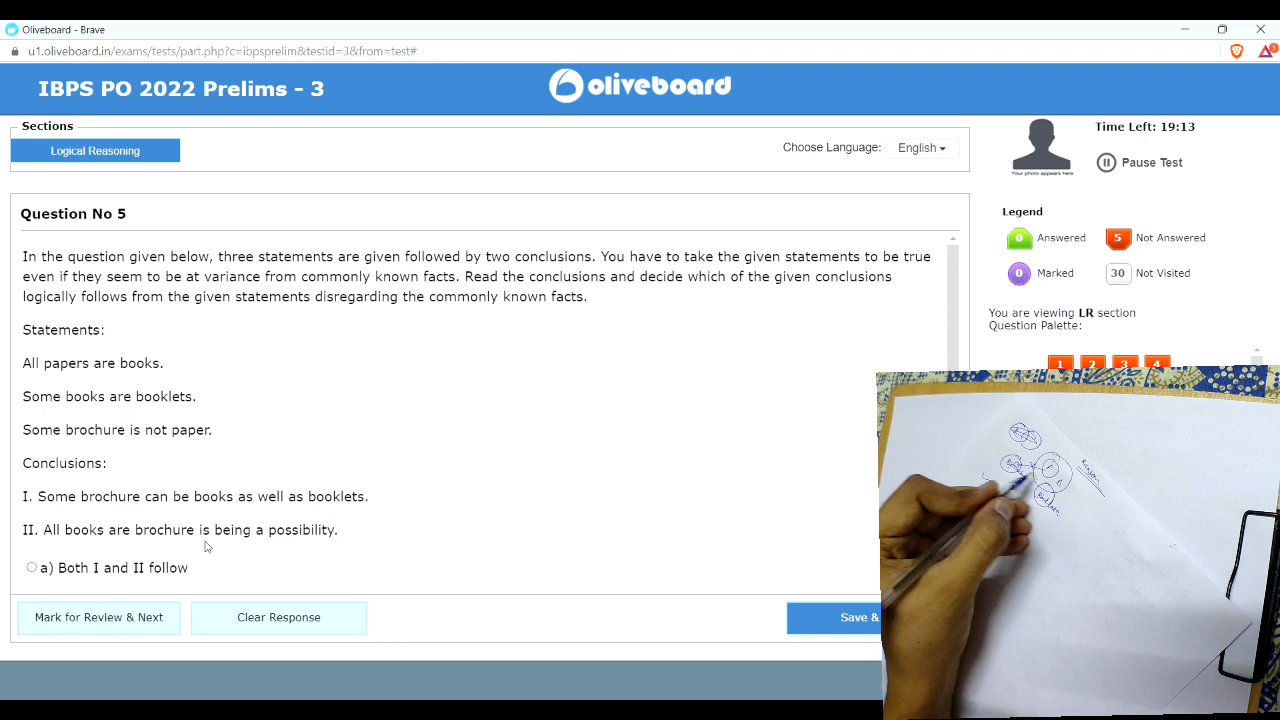 Oliveboard - Brave
u1.oliveboard.in/exams/tests/part.php?c=ibpsprelim&testid=3&from=test#
IBPS PO 2022 Prelims - 3
oliveboard
Sections
Logical Reasoning
Choose Language: English
Your photo appears here
Time Left: 19:13
Pause Test
Question No 5
Legend
0 Answered 5 Not Answered
0 Marked 30 Not Visited
You are viewing LR section
Question Palette:
1 2 3 4
In the question given below, three statements are given followed by two conclusions. You have to take the given statements to be true
even if they seem to be at variance from commonly known facts. Read the conclusions and decide which of the given conclusions
logically follows from the given statements disregarding the commonly known facts.
Statements:
All papers are books.
Some books are booklets.
Some brochure is not paper.
Conclusions:
I. Some brochure can be books as well as booklets.
II. All books are brochure is being a possibility.
a) Both I and II follow
Mark for Review & Next
Clear Response
Save &